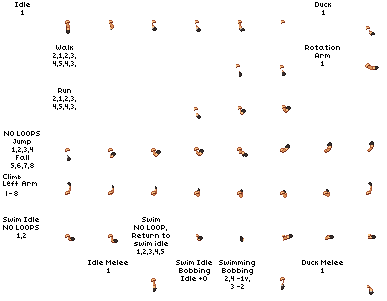 Idle
1
Duck
1
Walk
2,1,2,3,
4,5,4,3,
Rotation
Arm
1
Run
2,1,2,3,
4,5,4,3,
NO LOOPS
Jump
1,2,3,4
Fall
5,6,7,8
Climb
Left Arm
1-8
Swim Idle
NO LOOPS
1,2
Swim
NO LOOP,
Return to
swim idle
1,2,3,4,5
Idle Melee
1
Swim Idle
Bobbing
Idle +0
Swimming
Bobbing
2,4 -1y,
3 -2
Duck Melee
1